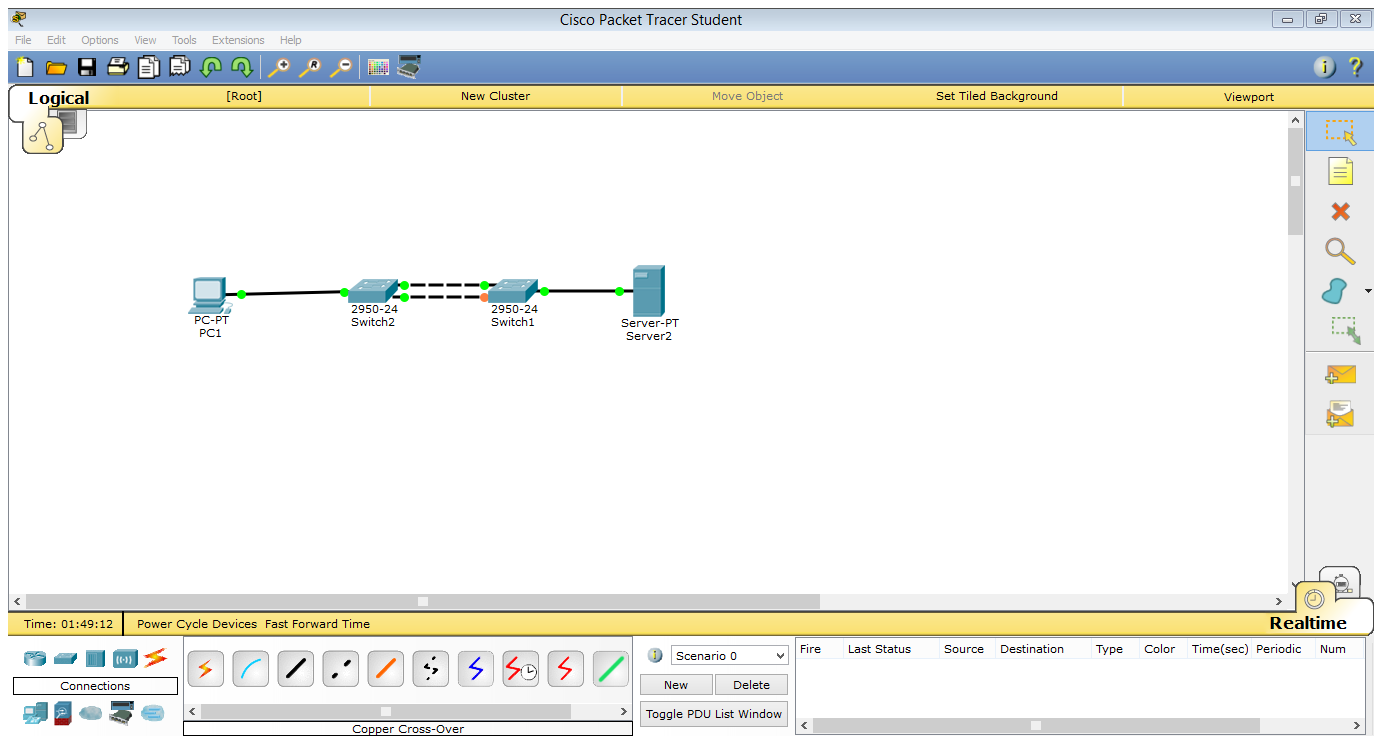 Cisco Packet Tracer Student
File Edit Options View Tools Extensions Help
Logical [Root] New Cluster Move Object Set Tiled Background Viewport
PC-PT
PC1
2950-24
Switch2
2950-24
Switch1
Server-PT
Server2
Time: 01:49:12 Power Cycle Devices Fast Forward Time
Realtime
Connections
Copper Cross-Over
Scenario 0
New Delete
Toggle PDU List Window
Fire Last Status Source Destination Type Color Time(sec) Periodic Num